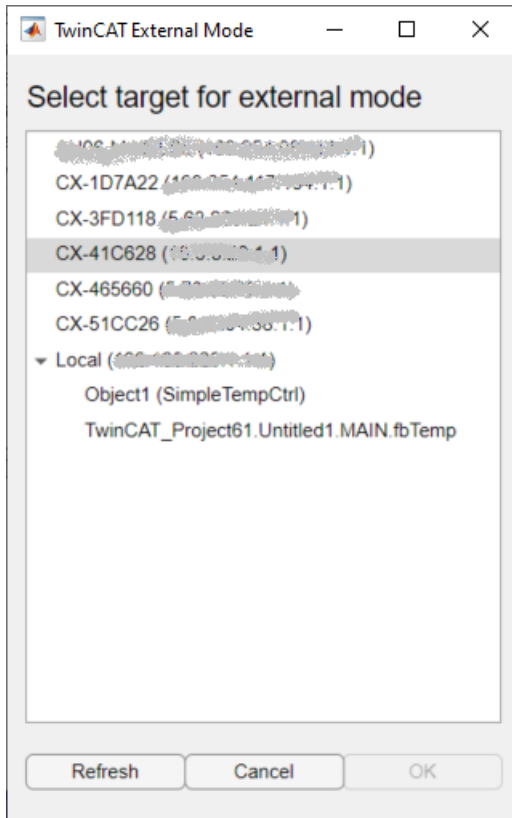 TwinCAT External Mode
Select target for external mode
CX-1D7A22
CX-3FD118
CX-41C628
CX-465660
CX-51CC26
Local
Object1 (SimpleTempCtrl)
TwinCAT_Project61.Untitled1.MAIN.fbTemp
Refresh Cancel OK